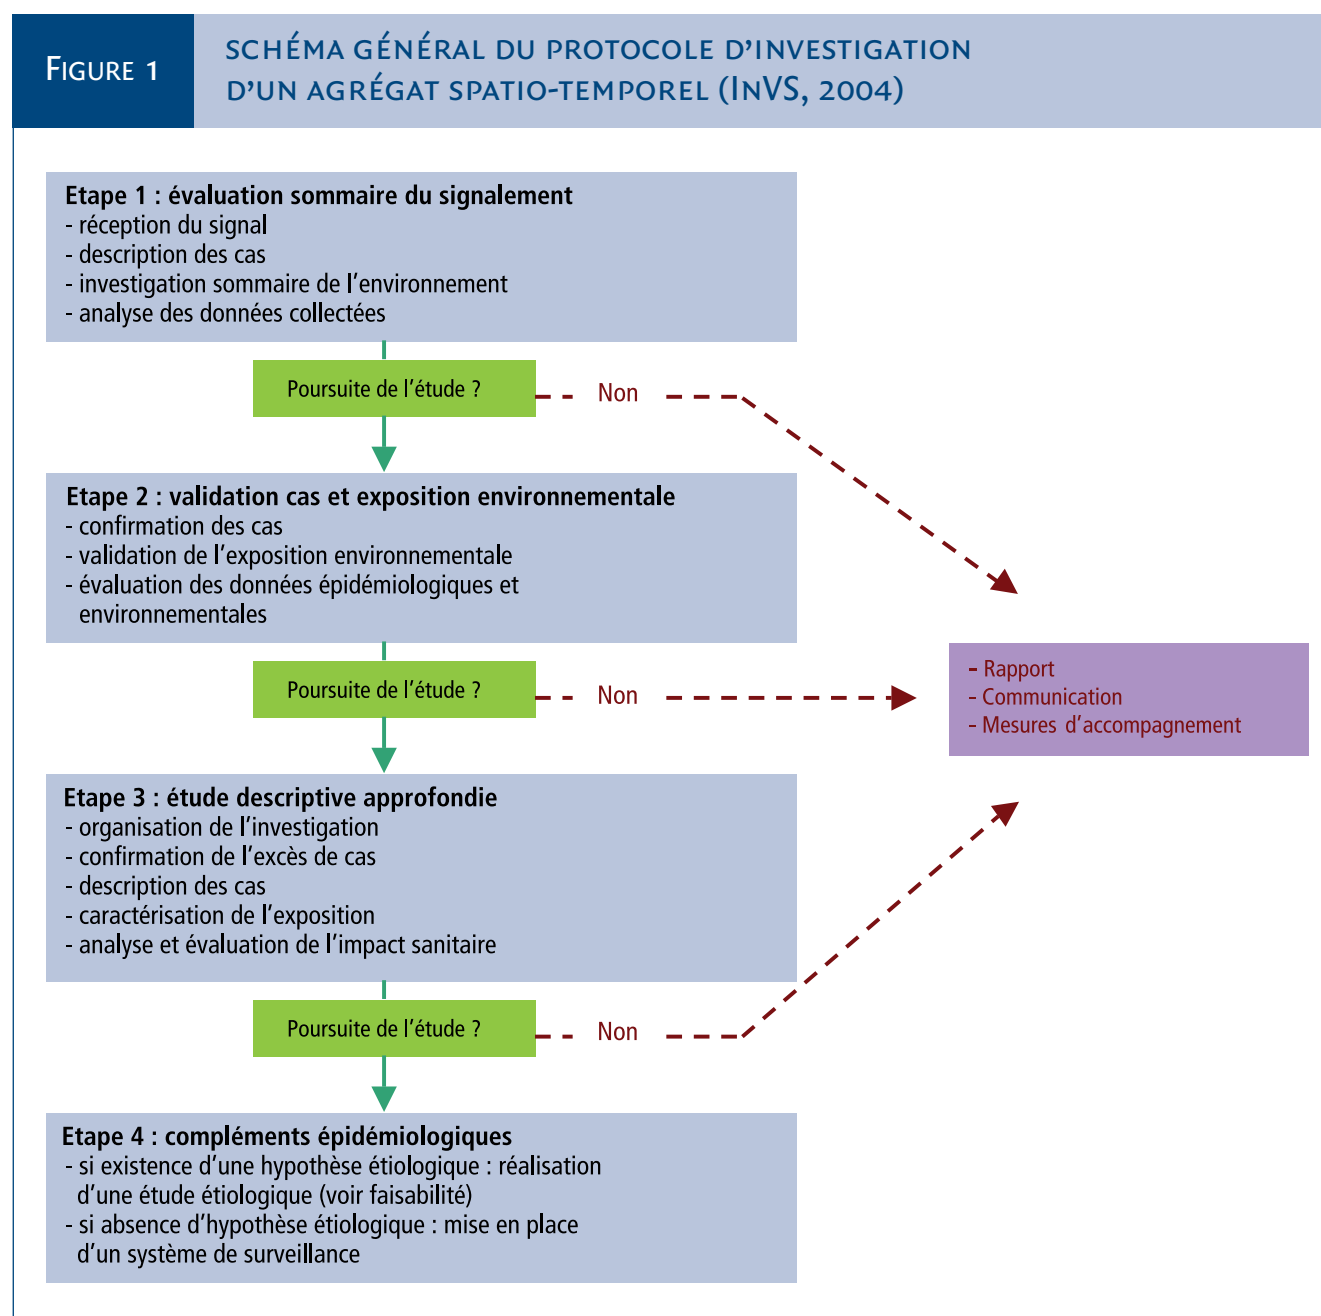 FIGURE 1
SCHÉMA GÉNÉRAL DU PROTOCOLE D'INVESTIGATION
D'UN AGRÉGAT SPATIO-TEMPOREL (INVS, 2004)
Etape 1 : évaluation sommaire du signalement
- réception du signal
- description des cas
- investigation sommaire de l'environnement
- analyse des données collectées
Poursuite de l'étude ?
Non
Etape 2 : validation cas et exposition environnementale
- confirmation des cas
- validation de l'exposition environnementale
- évaluation des données épidémiologiques et
environnementales
Poursuite de l'étude ?
Non
- Rapport
- Communication
- Mesures d'accompagnement
Etape 3 : étude descriptive approfondie
- organisation de l'investigation
- confirmation de l'excès de cas
- description des cas
- caractérisation de l'exposition
- analyse et évaluation de l'impact sanitaire
Poursuite de l'étude ?
Non
Etape 4 : compléments épidémiologiques
- si existence d'une hypothèse étiologique : réalisation
d'une étude étiologique (voir faisabilité)
- si absence d'hypothèse étiologique : mise en place
d'un système de surveillance